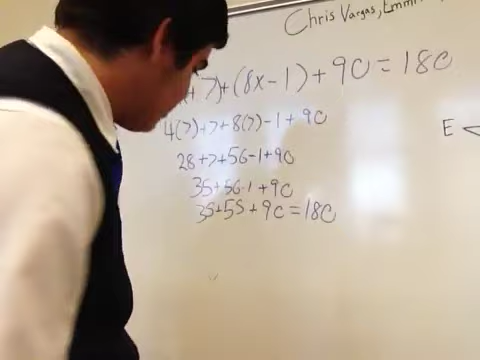 Chris Vargas,
+7)+(8x-1)+90=180
4(7)+7+8(7)-1+90
28+7+56-1+90
35+56-1+90
35+55+90=180
E